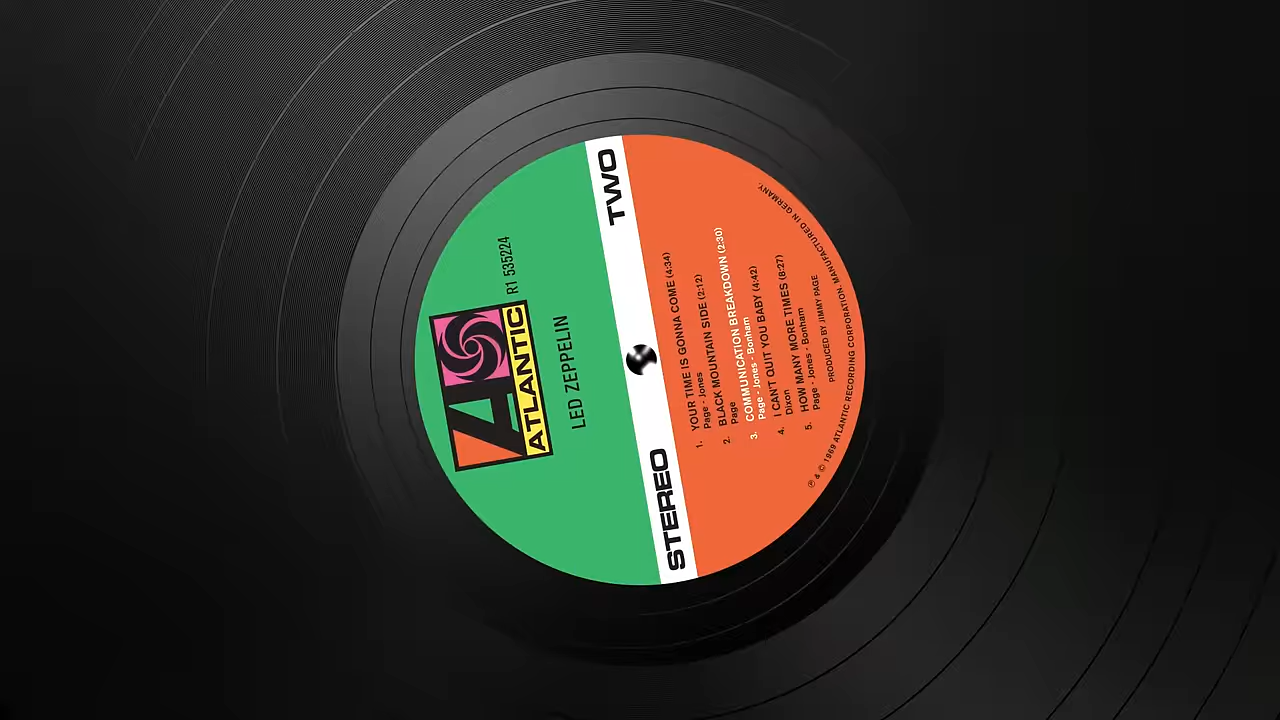 ATLANTIC
R1 535224
LED ZEPPELIN
STEREO TWO
1. YOUR TIME IS GONNA COME (4:34)
Page - Jones
2. BLACK MOUNTAIN SIDE (2:12)
Page
3. COMMUNICATION BREAKDOWN (2:30)
Page - Jones - Bonham
4. I CAN'T QUIT YOU BABY (4:42)
Dixon
5. HOW MANY MORE TIMES (8:27)
Page - Jones - Bonham
PRODUCED BY JIMMY PAGE
℗ & © 1969 ATLANTIC RECORDING CORPORATION. MANUFACTURED IN GERMANY.